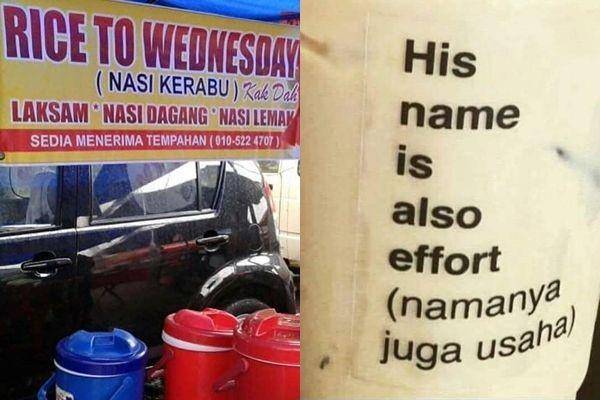 RICE TO WEDNESDAY
( NASI KERABU ) Kak Dah
LAKSAM * NASI DAGANG * NASI LEMAK
SEDIA MENERIMA TEMPAHAN ( 010-522 4707 )
His
name
is
also
effort
(namanya
juga usaha)